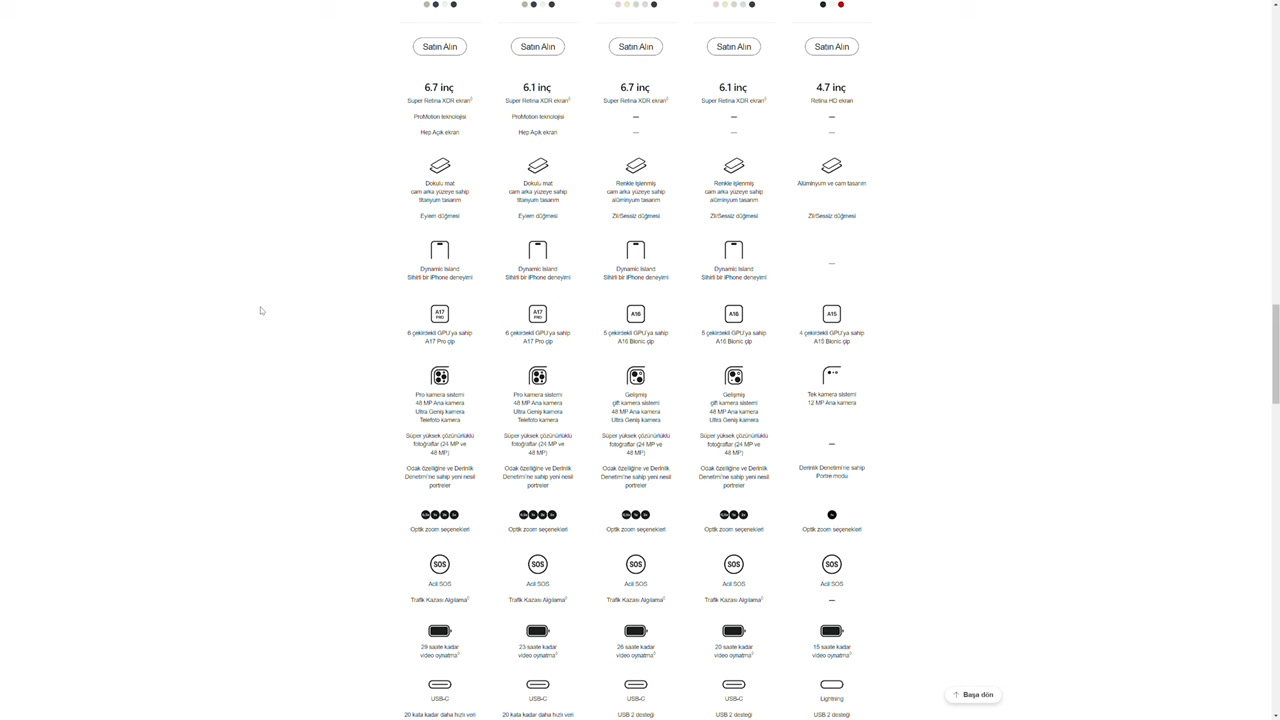 Satın Alın Satın Alın Satın Alın Satın Alın Satın Alın
6.7 inç 6.1 inç 6.7 inç 6.1 inç 4.7 inç
Super Retina XDR ekran Super Retina XDR ekran Super Retina XDR ekran Super Retina XDR ekran Retina HD ekran
ProMotion teknolojisi ProMotion teknolojisi — — —
Hep Açık ekran Hep Açık ekran — — —
Dokulu mat Dokulu mat Renkle işlenmiş Renkle işlenmiş Alüminyum ve cam tasarım
cam arka yüzeye sahip cam arka yüzeye sahip cam arka yüzeye sahip cam arka yüzeye sahip
titanyum tasarım titanyum tasarım alüminyum tasarım alüminyum tasarım
Eylem düğmesi Eylem düğmesi Zil/Sessiz düğmesi Zil/Sessiz düğmesi Zil/Sessiz düğmesi
Dynamic Island Dynamic Island Dynamic Island Dynamic Island —
Sihirli bir iPhone deneyimi Sihirli bir iPhone deneyimi Sihirli bir iPhone deneyimi Sihirli bir iPhone deneyimi
A17 PRO A17 PRO A16 A16 A15
6 çekirdekli GPU'ya sahip 6 çekirdekli GPU'ya sahip 5 çekirdekli GPU'ya sahip 5 çekirdekli GPU'ya sahip 4 çekirdekli GPU'ya sahip
A17 Pro çip A17 Pro çip A16 Bionic çip A16 Bionic çip A15 Bionic çip
Pro kamera sistemi Pro kamera sistemi Gelişmiş Gelişmiş Tek kamera sistemi
48 MP Ana kamera 48 MP Ana kamera çift kamera sistemi çift kamera sistemi 12 MP Ana kamera
Ultra Geniş kamera Ultra Geniş kamera 48 MP Ana kamera 48 MP Ana kamera
Telefoto kamera Telefoto kamera Ultra Geniş kamera Ultra Geniş kamera
Süper yüksek çözünürlüklü Süper yüksek çözünürlüklü Süper yüksek çözünürlüklü Süper yüksek çözünürlüklü —
fotoğraflar (24 MP ve fotoğraflar (24 MP ve fotoğraflar (24 MP ve fotoğraflar (24 MP ve
48 MP) 48 MP) 48 MP) 48 MP)
Odak özelliğine ve Derinlik Odak özelliğine ve Derinlik Odak özelliğine ve Derinlik Odak özelliğine ve Derinlik Derinlik Denetimi'ne sahip
Denetimi'ne sahip yeni nesil Denetimi'ne sahip yeni nesil Denetimi'ne sahip yeni nesil Denetimi'ne sahip yeni nesil Portre modu
portreler portreler portreler portreler
Optik zoom seçenekleri Optik zoom seçenekleri Optik zoom seçenekleri Optik zoom seçenekleri Optik zoom seçenekleri
SOS SOS SOS SOS SOS
Acil SOS Acil SOS Acil SOS Acil SOS Acil SOS
Trafik Kazası Algılama Trafik Kazası Algılama Trafik Kazası Algılama Trafik Kazası Algılama —
29 saate kadar 23 saate kadar 26 saate kadar 20 saate kadar 15 saate kadar
video oynatma video oynatma video oynatma video oynatma video oynatma
USB-C USB-C USB-C USB-C Lightning
Başa dön
20 kata kadar daha hızlı veri 20 kata kadar daha hızlı veri USB 2 desteği USB 2 desteği USB 2 desteği